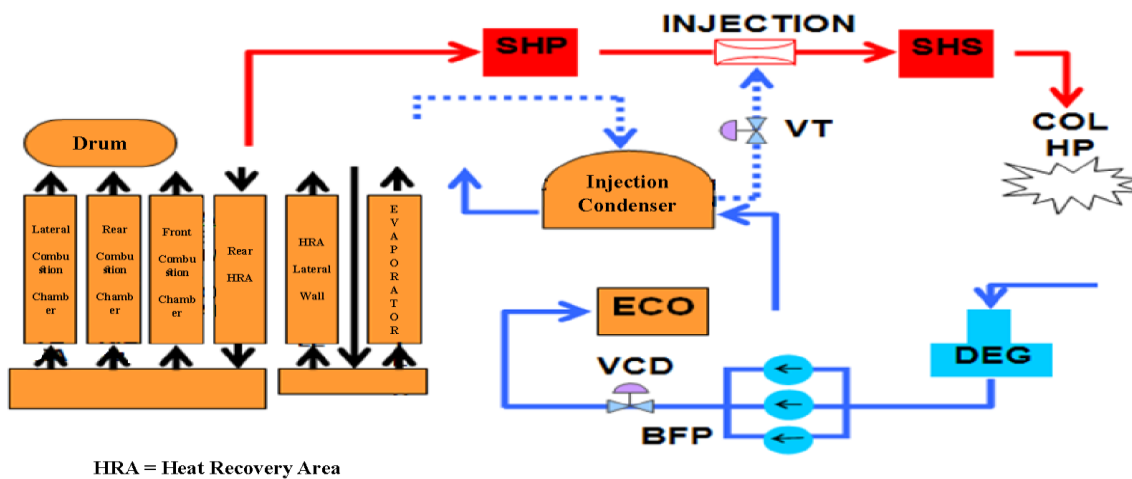 INJECTION
SHP
SHS
VT
COL
HP
Drum
Injection
Condenser
Lateral
Combu
stion
Chamb
er
Rear
Combu
stion
Chamb
er
Front
Combu
stion
Chamb
er
Rear
HRA
HRA
Lateral
Wall
E
V
A
P
O
R
A
T
O
R
ECO
DEG
VCD
BFP
HRA = Heat Recovery Area